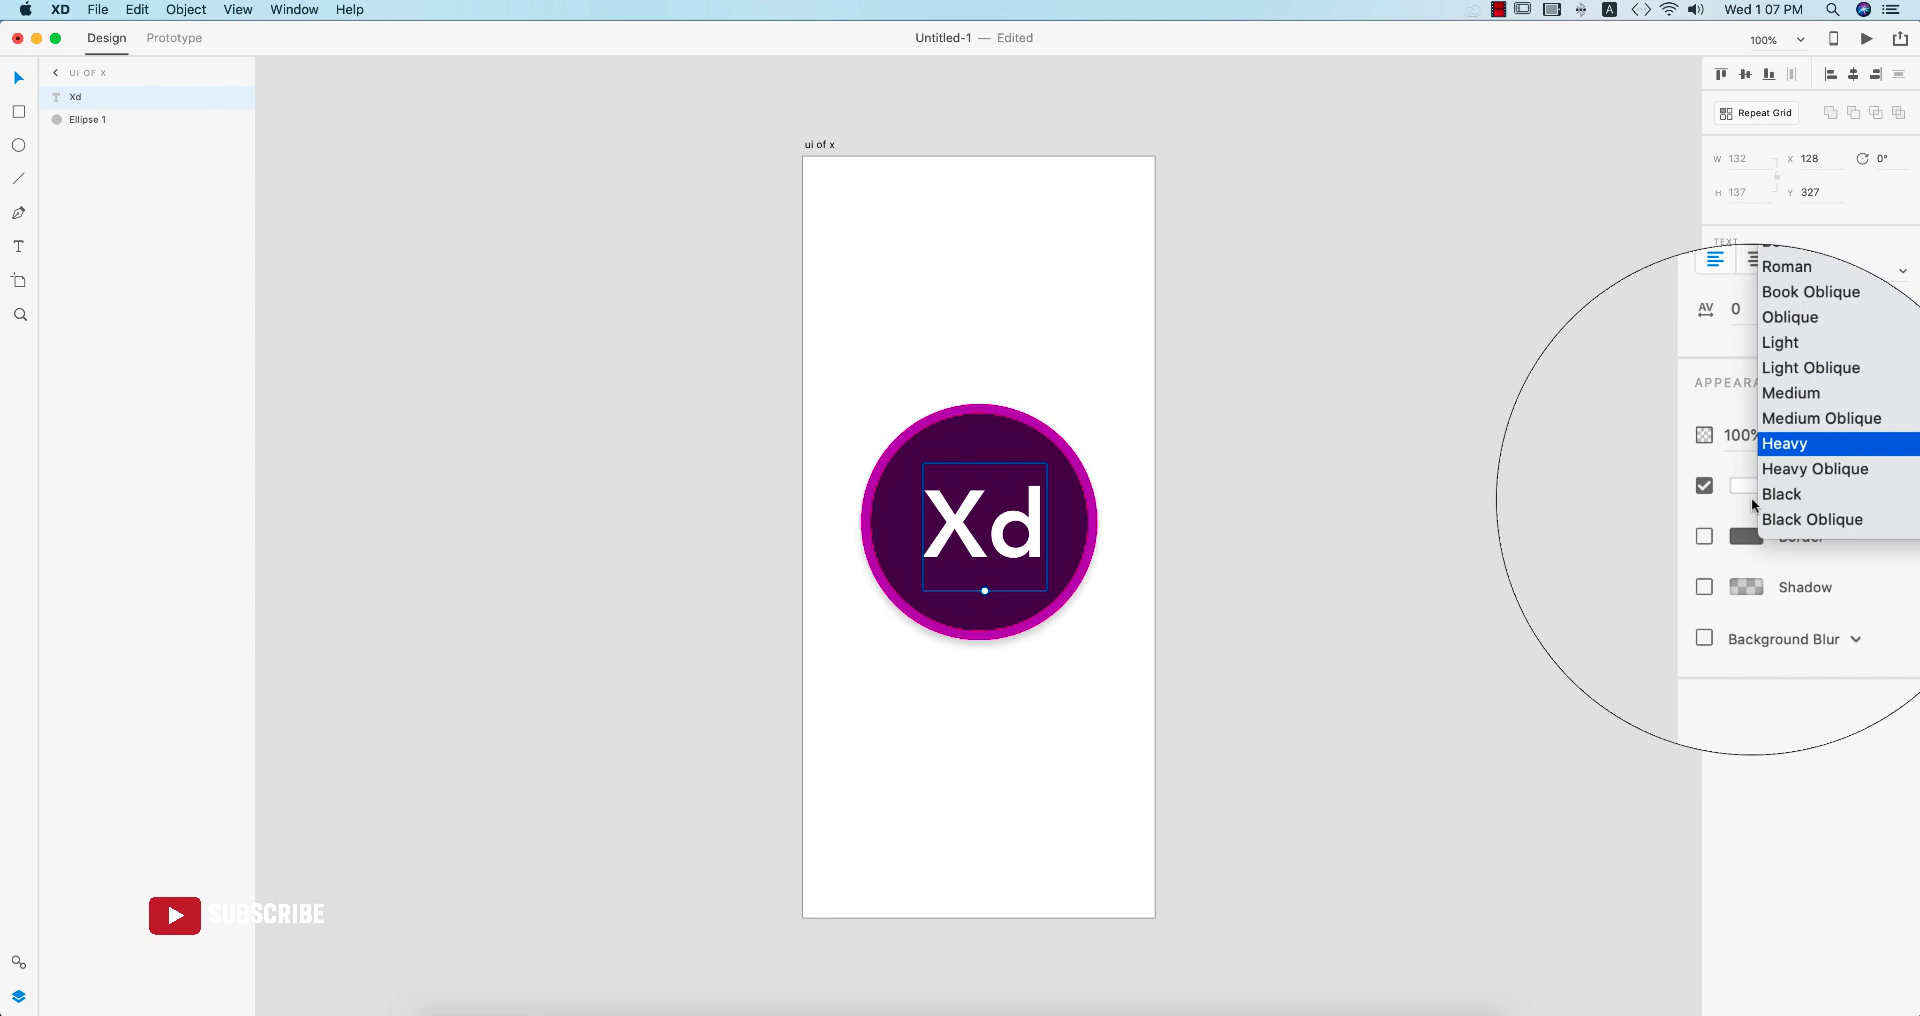 XD File Edit Object View Window Help
A Wed 1 07 PM
Design Prototype
Untitled-1 — Edited
100%
UI OF X
Xd
Ellipse 1
Repeat Grid
W 132 X 128 0°
H 137 Y 327
ui of x
TEXT
Roman
Book Oblique
AV 0
Oblique
Light
Light Oblique
APPEARA
Medium
Medium Oblique
100%
Heavy
Heavy Oblique
Black
Black Oblique
Border
Shadow
Background Blur
Xd
SUBSCRIBE